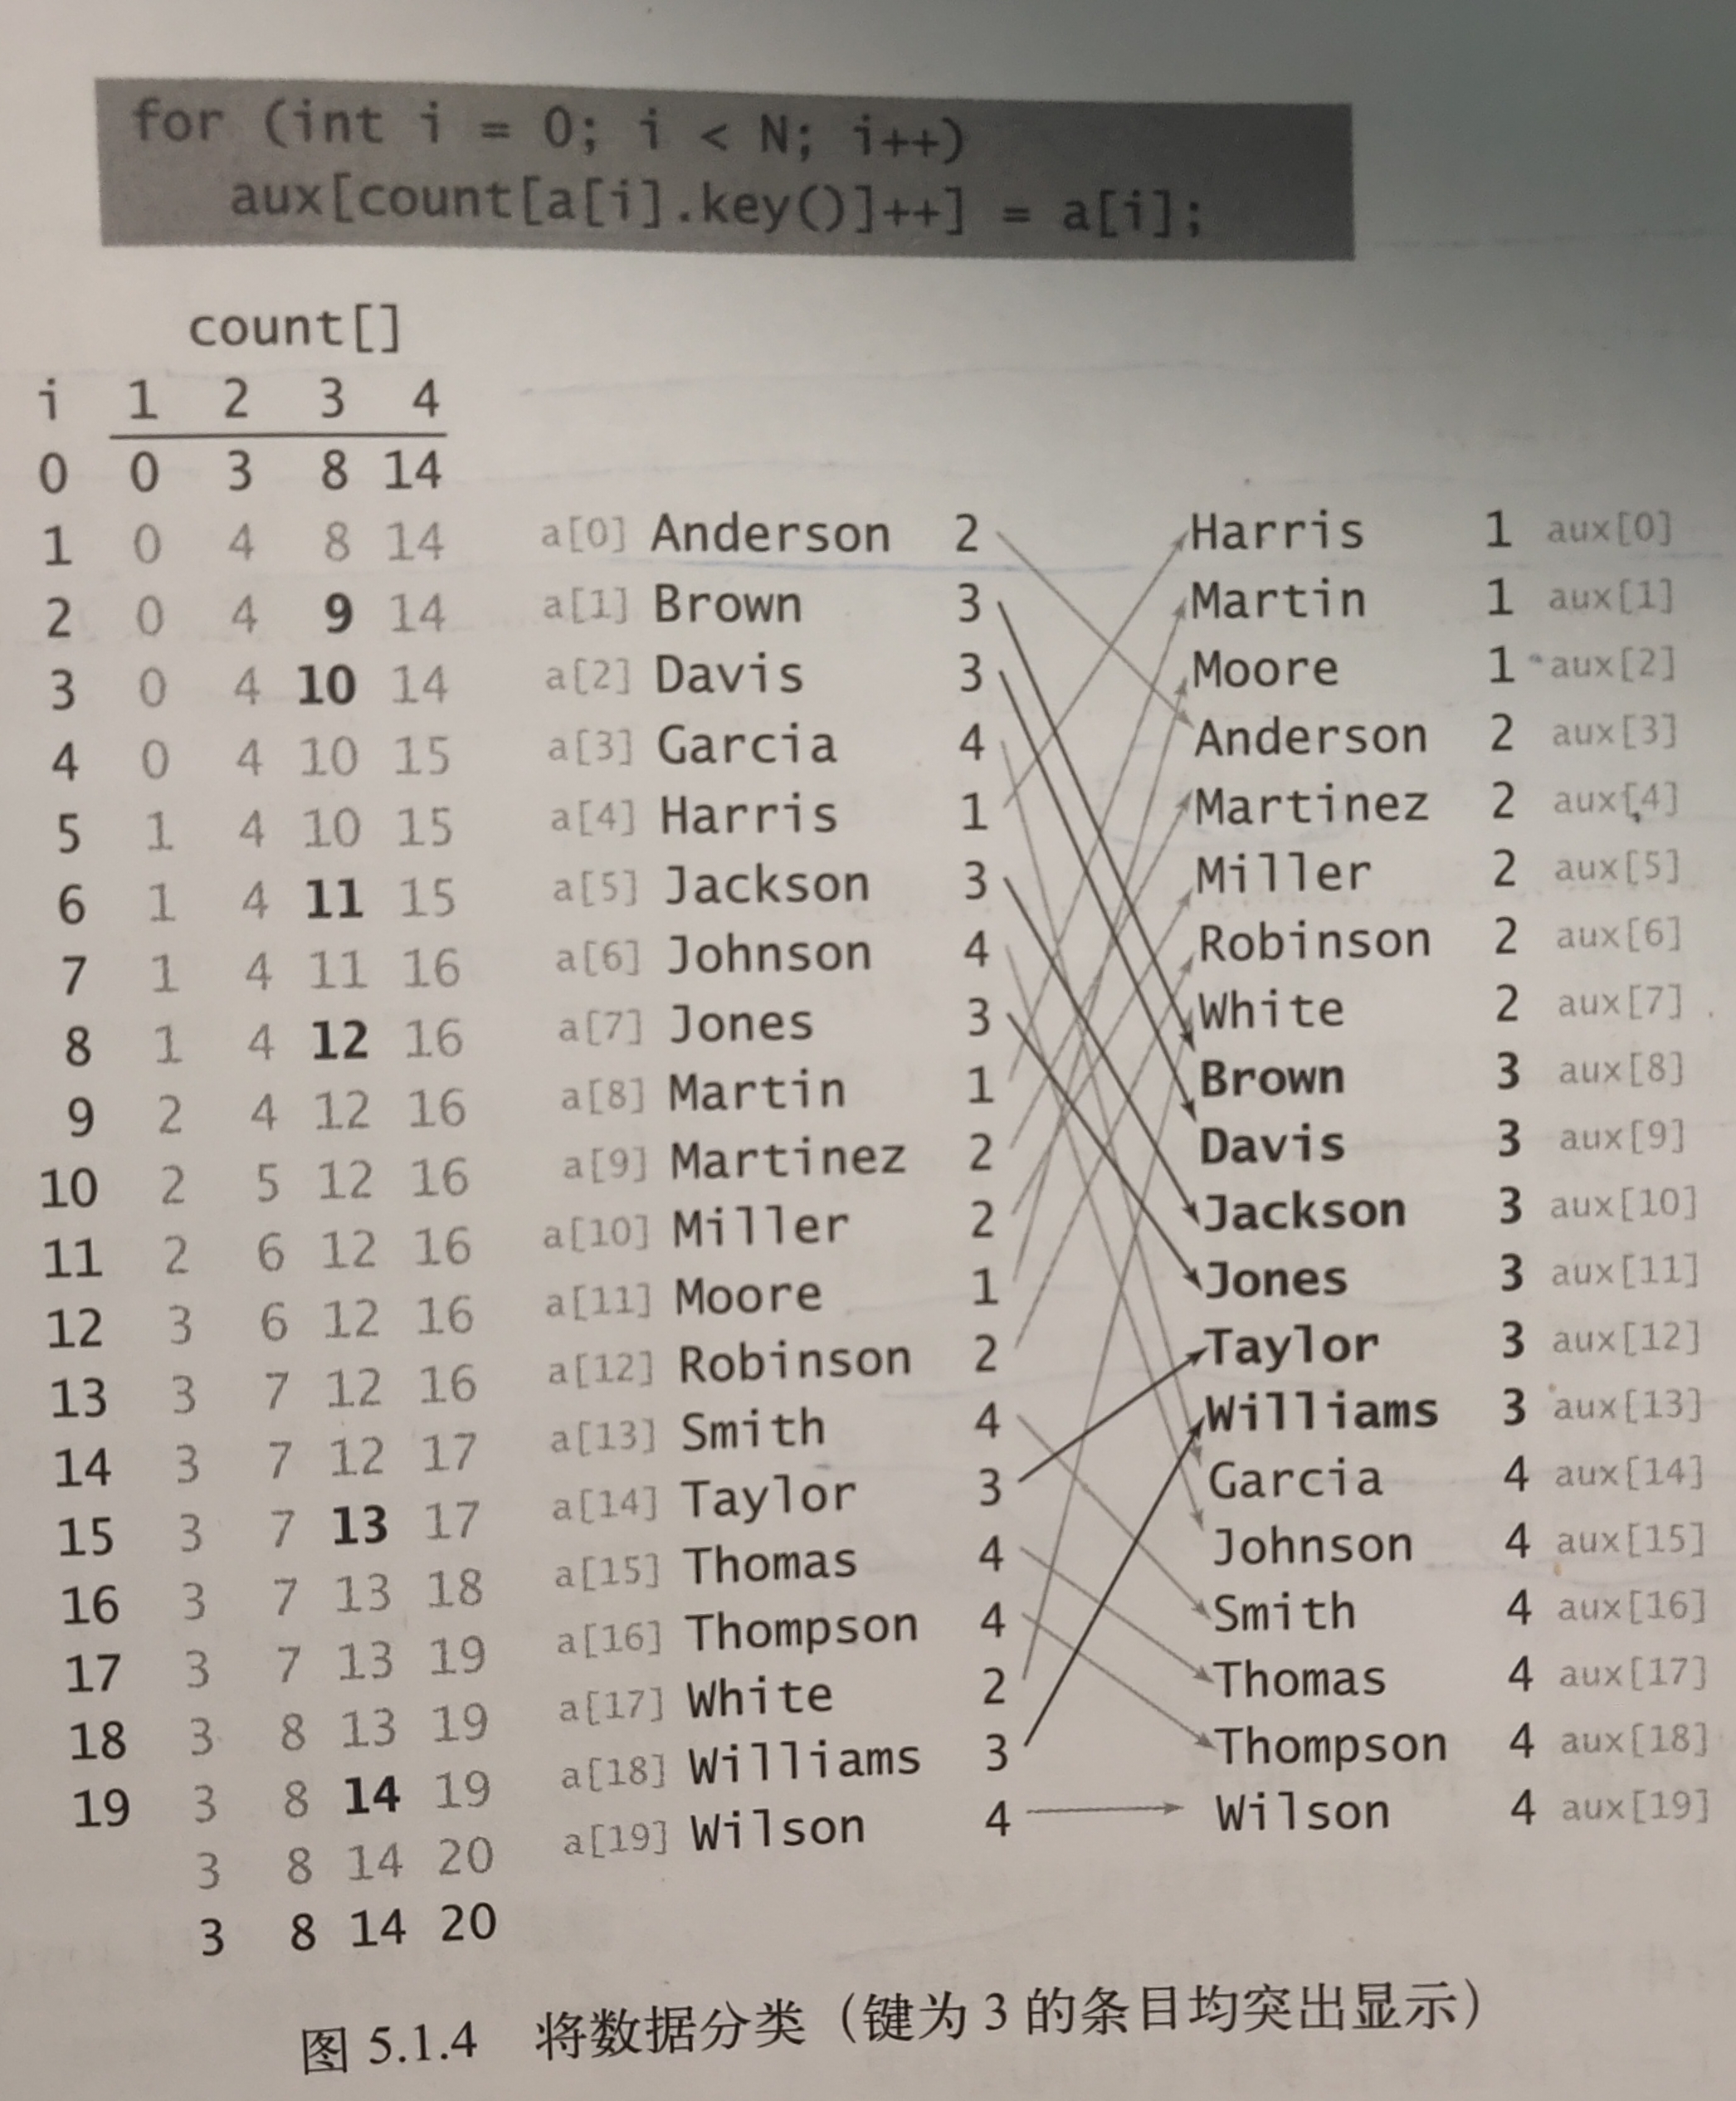 for (int i = 0; i < N; i++)
aux[count[a[i].key()]++] = a[i];
count[]
i 1 2 3 4
0 0 3 8 14
1 0 4 8 14
2 0 4 9 14
3 0 4 10 14
4 0 4 10 15
5 1 4 10 15
6 1 4 11 15
7 1 4 11 16
8 1 4 12 16
9 2 4 12 16
10 2 5 12 16
11 2 6 12 16
12 3 6 12 16
13 3 7 12 16
14 3 7 12 17
15 3 7 13 17
16 3 7 13 18
17 3 7 13 19
18 3 8 13 19
19 3 8 14 19
3 8 14 20
3 8 14 20
a[0] Anderson 2
a[1] Brown 3
a[2] Davis 3
a[3] Garcia 4
a[4] Harris 1
a[5] Jackson 3
a[6] Johnson 4
a[7] Jones 3
a[8] Martin 1
a[9] Martinez 2
a[10] Miller 2
a[11] Moore 1
a[12] Robinson 2
a[13] Smith 4
a[14] Taylor 3
a[15] Thomas 4
a[16] Thompson 4
a[17] White 2
a[18] Williams 3
a[19] Wilson 4
Harris 1 aux[0]
Martin 1 aux[1]
Moore 1 aux[2]
Anderson 2 aux[3]
Martinez 2 aux[4]
Miller 2 aux[5]
Robinson 2 aux[6]
White 2 aux[7]
Brown 3 aux[8]
Davis 3 aux[9]
Jackson 3 aux[10]
Jones 3 aux[11]
Taylor 3 aux[12]
Williams 3 aux[13]
Garcia 4 aux[14]
Johnson 4 aux[15]
Smith 4 aux[16]
Thomas 4 aux[17]
Thompson 4 aux[18]
Wilson 4 aux[19]
图 5.1.4 将数据分类（键为 3 的条目均突出显示）